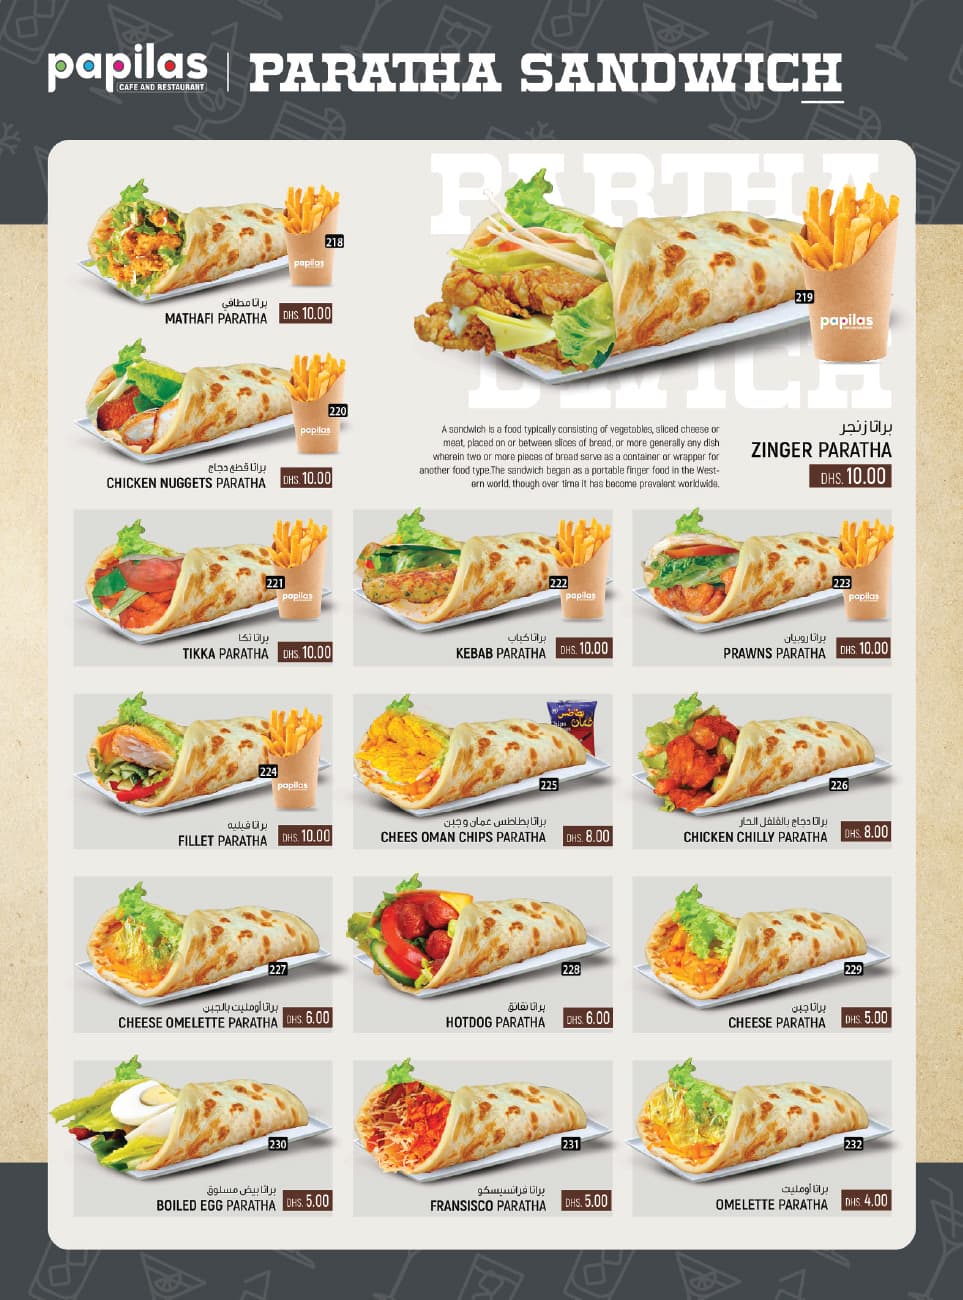 papilas
CAFE AND RESTAURANT
PARATHA SANDWICH
PARTHA
218
papilas
براتا مطافي
MATHAFI PARATHA
DHS. 10.00
219
papilas
براتا زنجر
ZINGER PARATHA
DHS. 10.00
A sandwich is a food typically consisting of vegetables, sliced cheese or
meat, placed on or between slices of bread, or more generally any dish
wherein two or more pieces of bread serve as a container or wrapper for
another food type.The sandwich began as a portable finger food in the West-
ern world, though over time it has become prevalent worldwide.
220
papilas
براتا قطع دجاج
CHICKEN NUGGETS PARATHA
DHS. 10.00
221
papilas
براتا تكا
TIKKA PARATHA
DHS. 10.00
222
papilas
براتا كباب
KEBAB PARATHA
DHS. 10.00
223
papilas
براتا روبيان
PRAWNS PARATHA
DHS. 10.00
224
papilas
براتا فيليه
FILLET PARATHA
DHS. 10.00
بطاطس
عُمان
Chips
225
براتا بطاطس عمان وجبن
CHEES OMAN CHIPS PARATHA
DHS. 8.00
226
براتا دجاج بالفلفل الحار
CHICKEN CHILLY PARATHA
DHS. 8.00
227
براتا أومليت بالجبن
CHEESE OMELETTE PARATHA
DHS. 6.00
228
براتا نقانق
HOTDOG PARATHA
DHS. 6.00
229
براتا جبن
CHEESE PARATHA
DHS. 5.00
230
براتا بيض مسلوق
BOILED EGG PARATHA
DHS. 5.00
231
براتا فرانسيسكو
FRANSISCO PARATHA
DHS. 5.00
232
براتا أومليت
OMELETTE PARATHA
DHS. 4.00